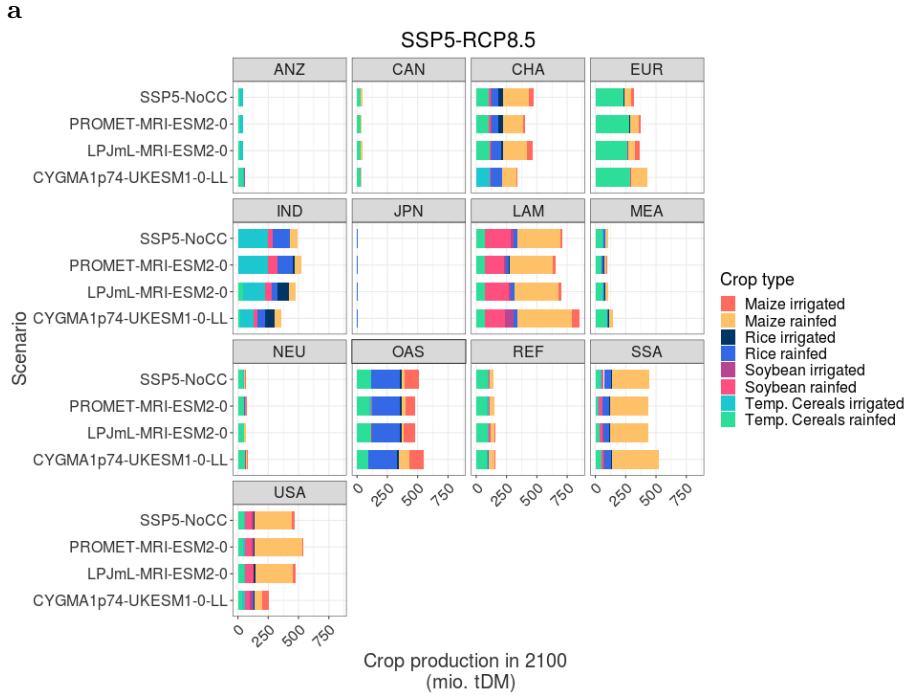 a
SSP5-RCP8.5
ANZ CAN CHA EUR
SSP5-NoCC
PROMET-MRI-ESM2-0
LPJmL-MRI-ESM2-0
CYGMA1p74-UKESM1-0-LL
IND JPN LAM MEA
SSP5-NoCC
PROMET-MRI-ESM2-0
LPJmL-MRI-ESM2-0
CYGMA1p74-UKESM1-0-LL
NEU OAS REF SSA
SSP5-NoCC
PROMET-MRI-ESM2-0
LPJmL-MRI-ESM2-0
CYGMA1p74-UKESM1-0-LL
0 250 500 750 0 250 500 750 0 250 500 750
USA
SSP5-NoCC
PROMET-MRI-ESM2-0
LPJmL-MRI-ESM2-0
CYGMA1p74-UKESM1-0-LL
0 250 500 750
Scenario
Crop production in 2100
(mio. tDM)
Crop type
Maize irrigated
Maize rainfed
Rice irrigated
Rice rainfed
Soybean irrigated
Soybean rainfed
Temp. Cereals irrigated
Temp. Cereals rainfed